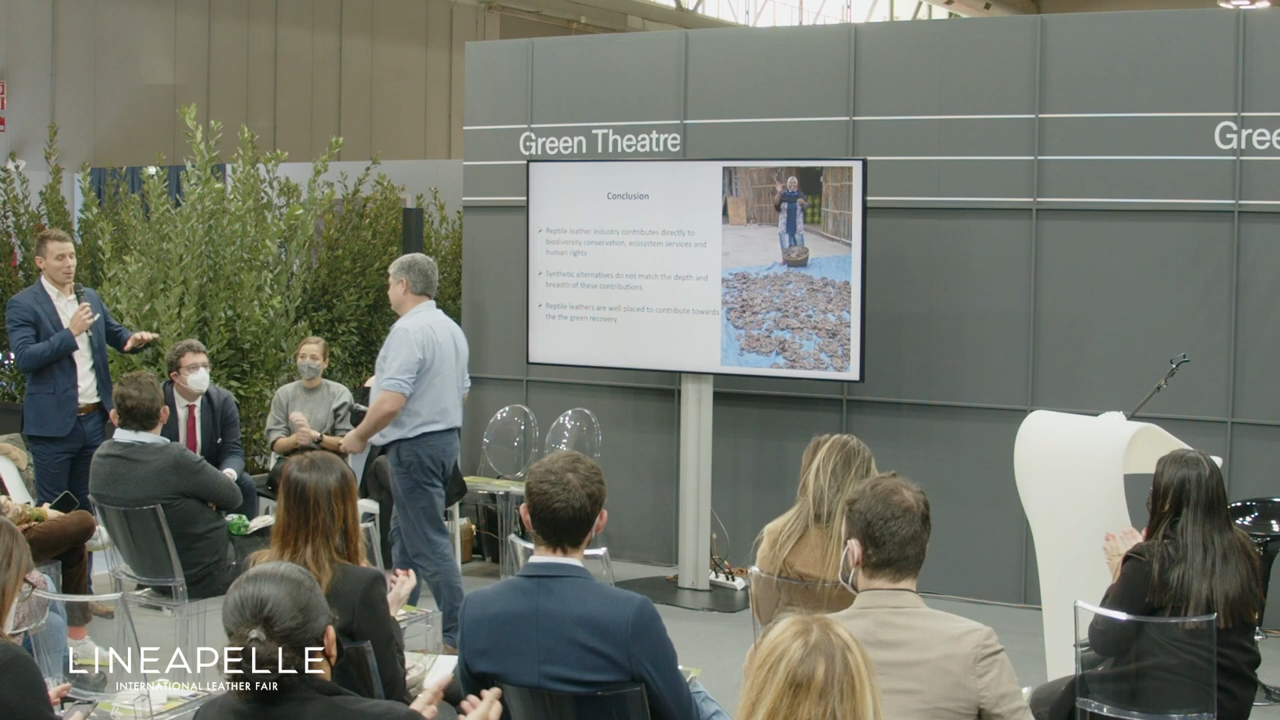 Green Theatre
Gree
Conclusion
➢ Reptile leather industry contributes directly to
biodiversity conservation, ecosystem services and
human rights
➢ Synthetic alternatives do not match the depth and
breadth of these contributions
➢ Reptile leathers are well placed to contribute towards
the the green recovery
LINEAPELLE
INTERNATIONAL LEATHER FAIR